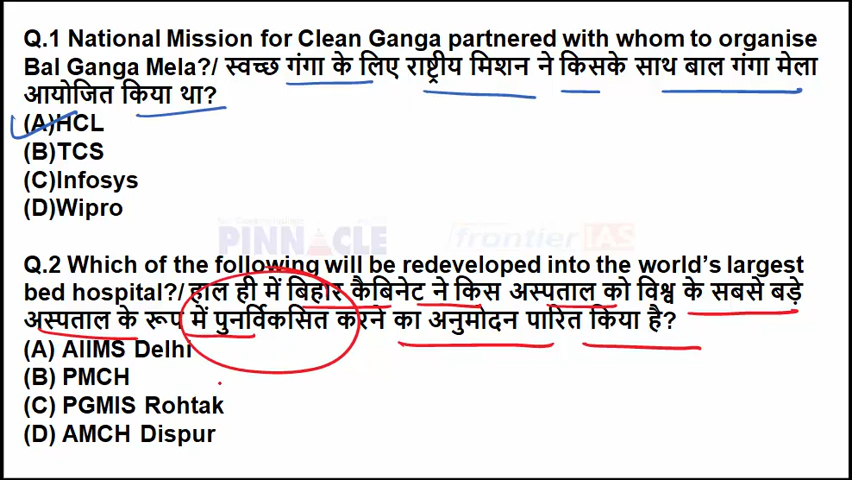 Q.1 National Mission for Clean Ganga partnered with whom to organise
Bal Ganga Mela?/ स्वच्छ गंगा के लिए राष्ट्रीय मिशन ने किसके साथ बाल गंगा मेला
आयोजित किया था?
(A)HCL
(B)TCS
(C)Infosys
(D)Wipro
PINNACLE frontier IAS
Q.2 Which of the following will be redeveloped into the world's largest
bed hospital?/ हाल ही में बिहार कैबिनेट ने किस अस्पताल को विश्व के सबसे बड़े
अस्पताल के रूप में पुनर्विकसित करने का अनुमोदन पारित किया है?
(A) AIIMS Delhi
(B) PMCH
(C) PGMIS Rohtak
(D) AMCH Dispur